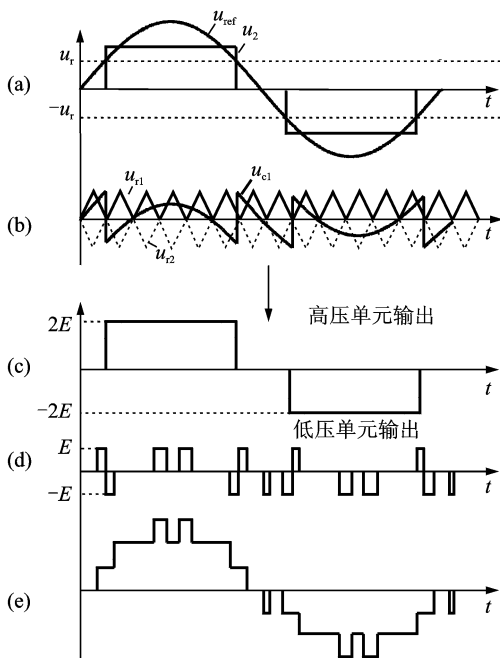 u_ref
u_2
u_r
(a)
-u_r
t
u_r1
u_c1
(b)
t
u_r2
高压单元输出
2E
(c)
t
-2E
低压单元输出
E
(d)
-E
t
(e)
t